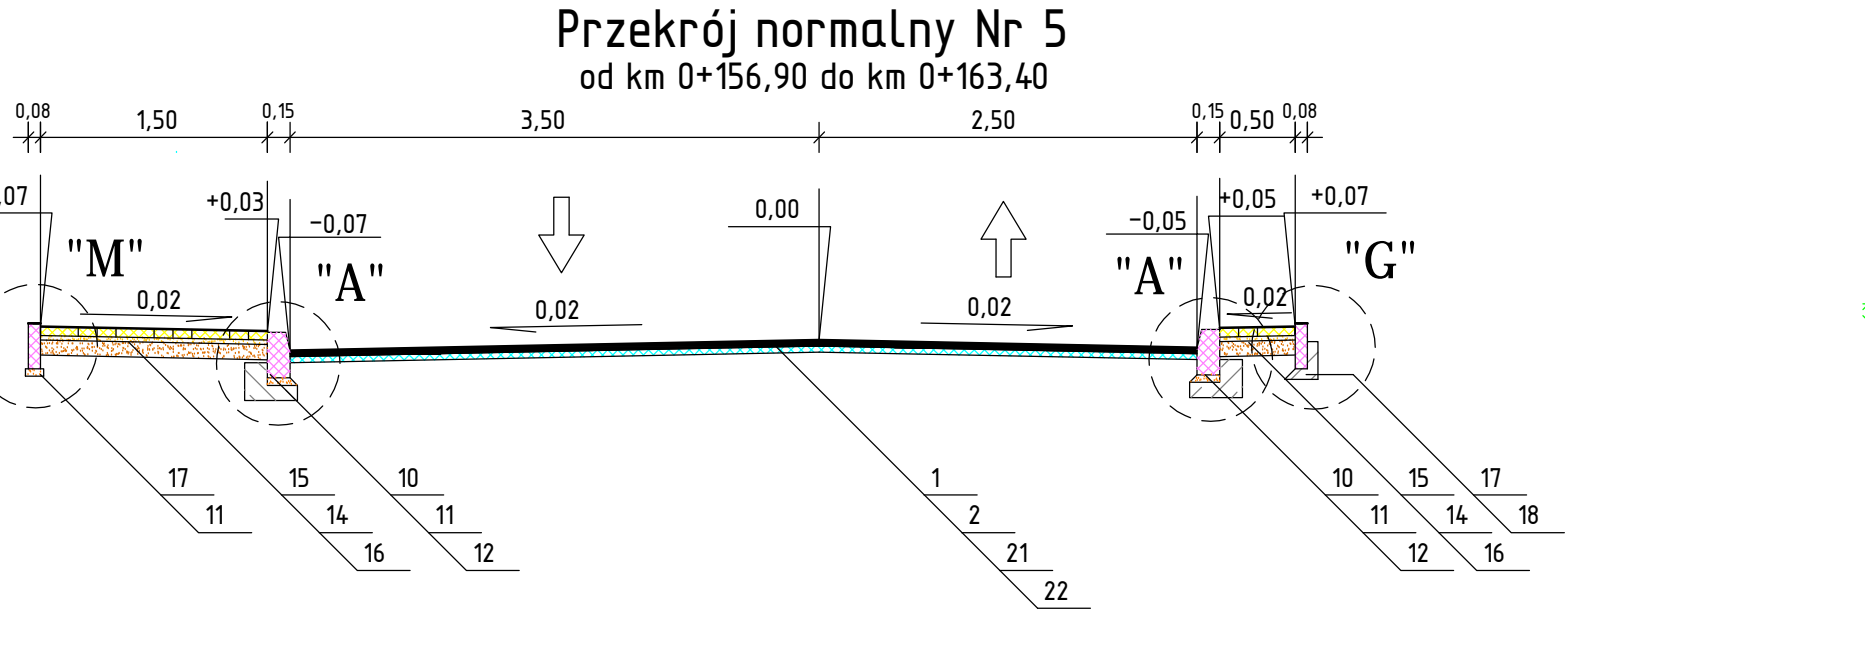 Przekrój normalny Nr 5
od km 0+156,90 do km 0+163,40
0,08 1,50 0,15 3,50 2,50 0,15 0,50 0,08
,07 +0,03 -0,07 0,00 -0,05 +0,05 +0,07
"M" "A" "A" "G"
0,02 0,02 0,02 0,02
17 15 10 1 10 15 17
11 14 11 2 11 14 18
16 12 21 12 16
22